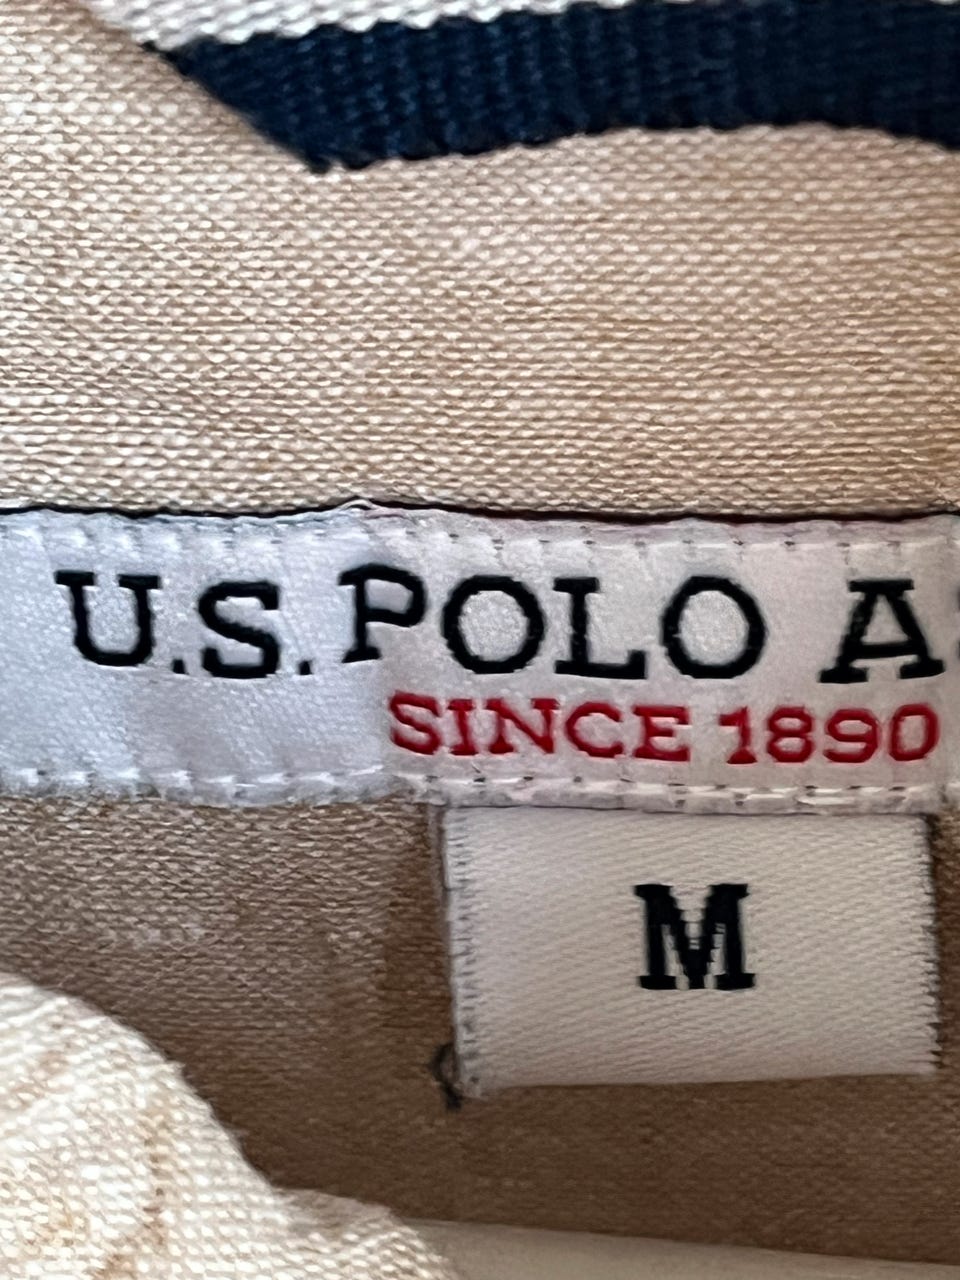 U.S. POLO A
SINCE 1890
M